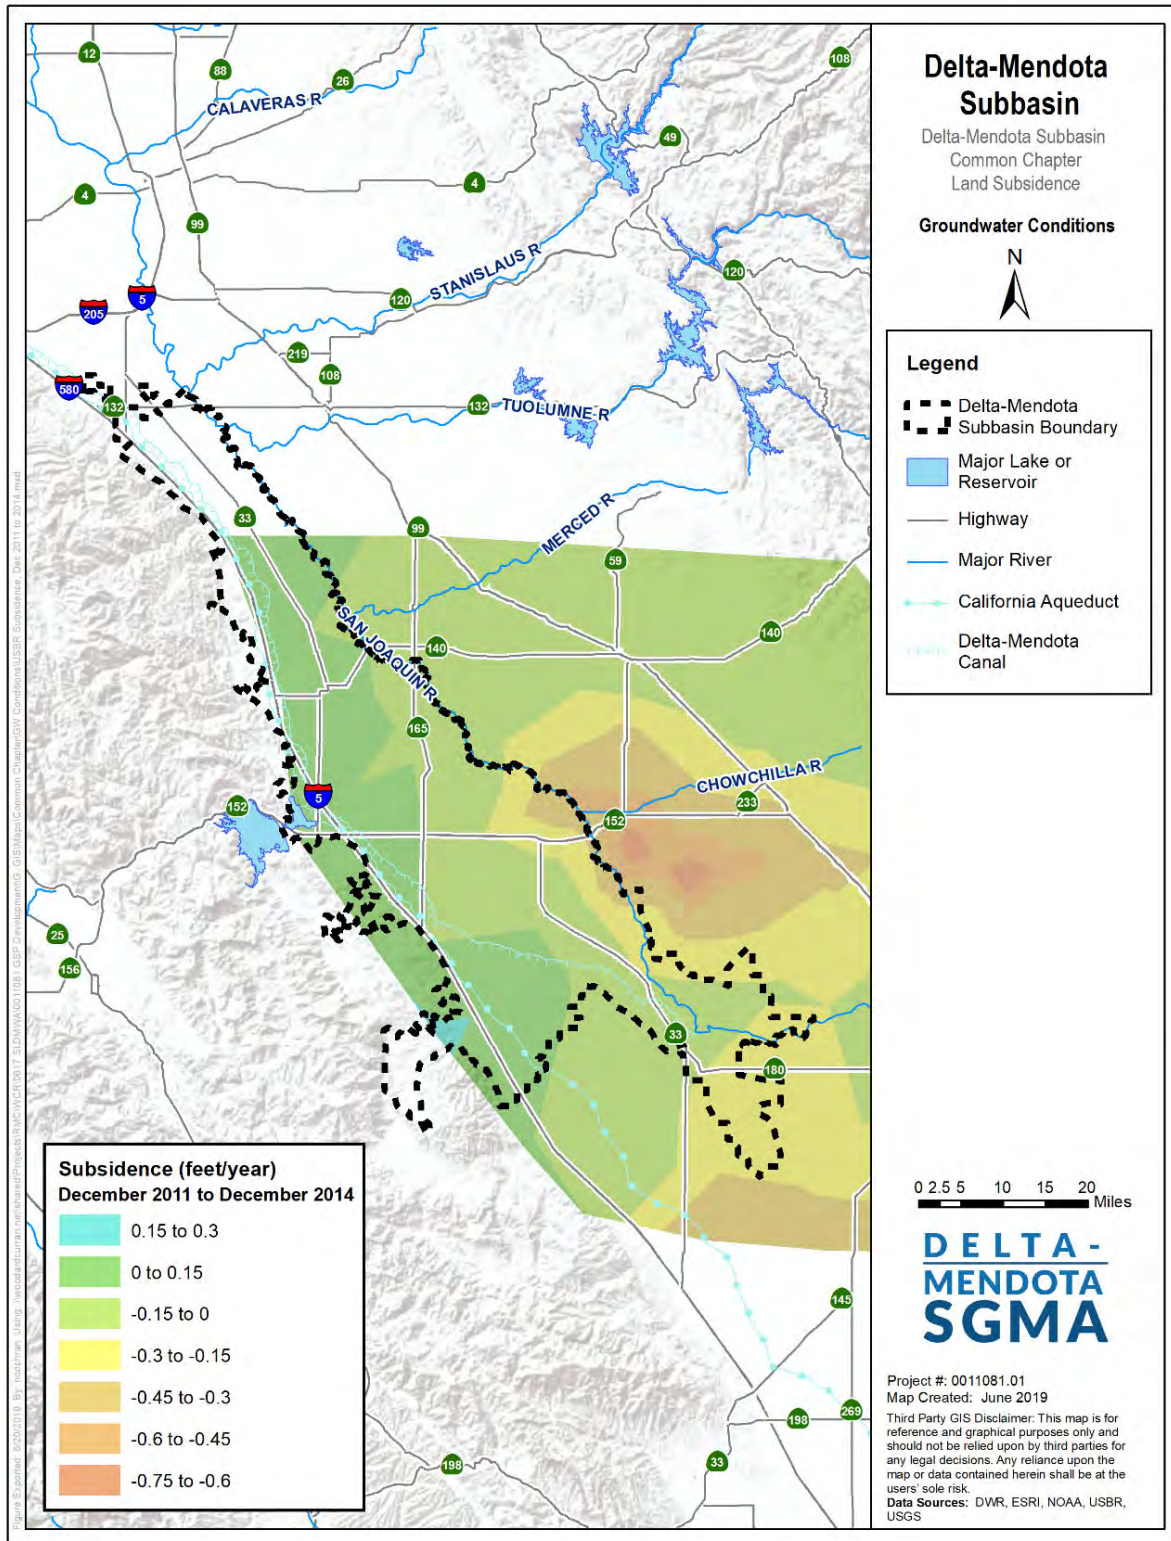 Delta-Mendota
Subbasin
Delta-Mendota Subbasin
Common Chapter
Land Subsidence
Groundwater Conditions
N
Legend
Delta-Mendota
Subbasin Boundary
Major Lake or
Reservoir
Highway
Major River
California Aqueduct
Delta-Mendota
Canal
12
88
26
108
CALAVERAS R
49
4
4
99
STANISLAUS R
120
5
205
120
219
108
580
132
132
TUOLUMNE R
33
99
MERCED R
59
SAN JOAQUIN R
140
140
165
CHOWCHILLA R
5
152
233
152
25
156
33
180
145
269
198
33
198
Subsidence (feet/year)
December 2011 to December 2014
0.15 to 0.3
0 to 0.15
-0.15 to 0
-0.3 to -0.15
-0.45 to -0.3
-0.6 to -0.45
-0.75 to -0.6
0 2.5 5 10 15 20
Miles
DELTA-
MENDOTA
SGMA
Project #: 0011081.01
Map Created: June 2019
Third Party GIS Disclaimer: This map is for
reference and graphical purposes only and
should not be relied upon by third parties for
any legal decisions. Any reliance upon the
map or data contained herein shall be at the
users' sole risk.
Data Sources: DWR, ESRI, NOAA, USBR,
USGS